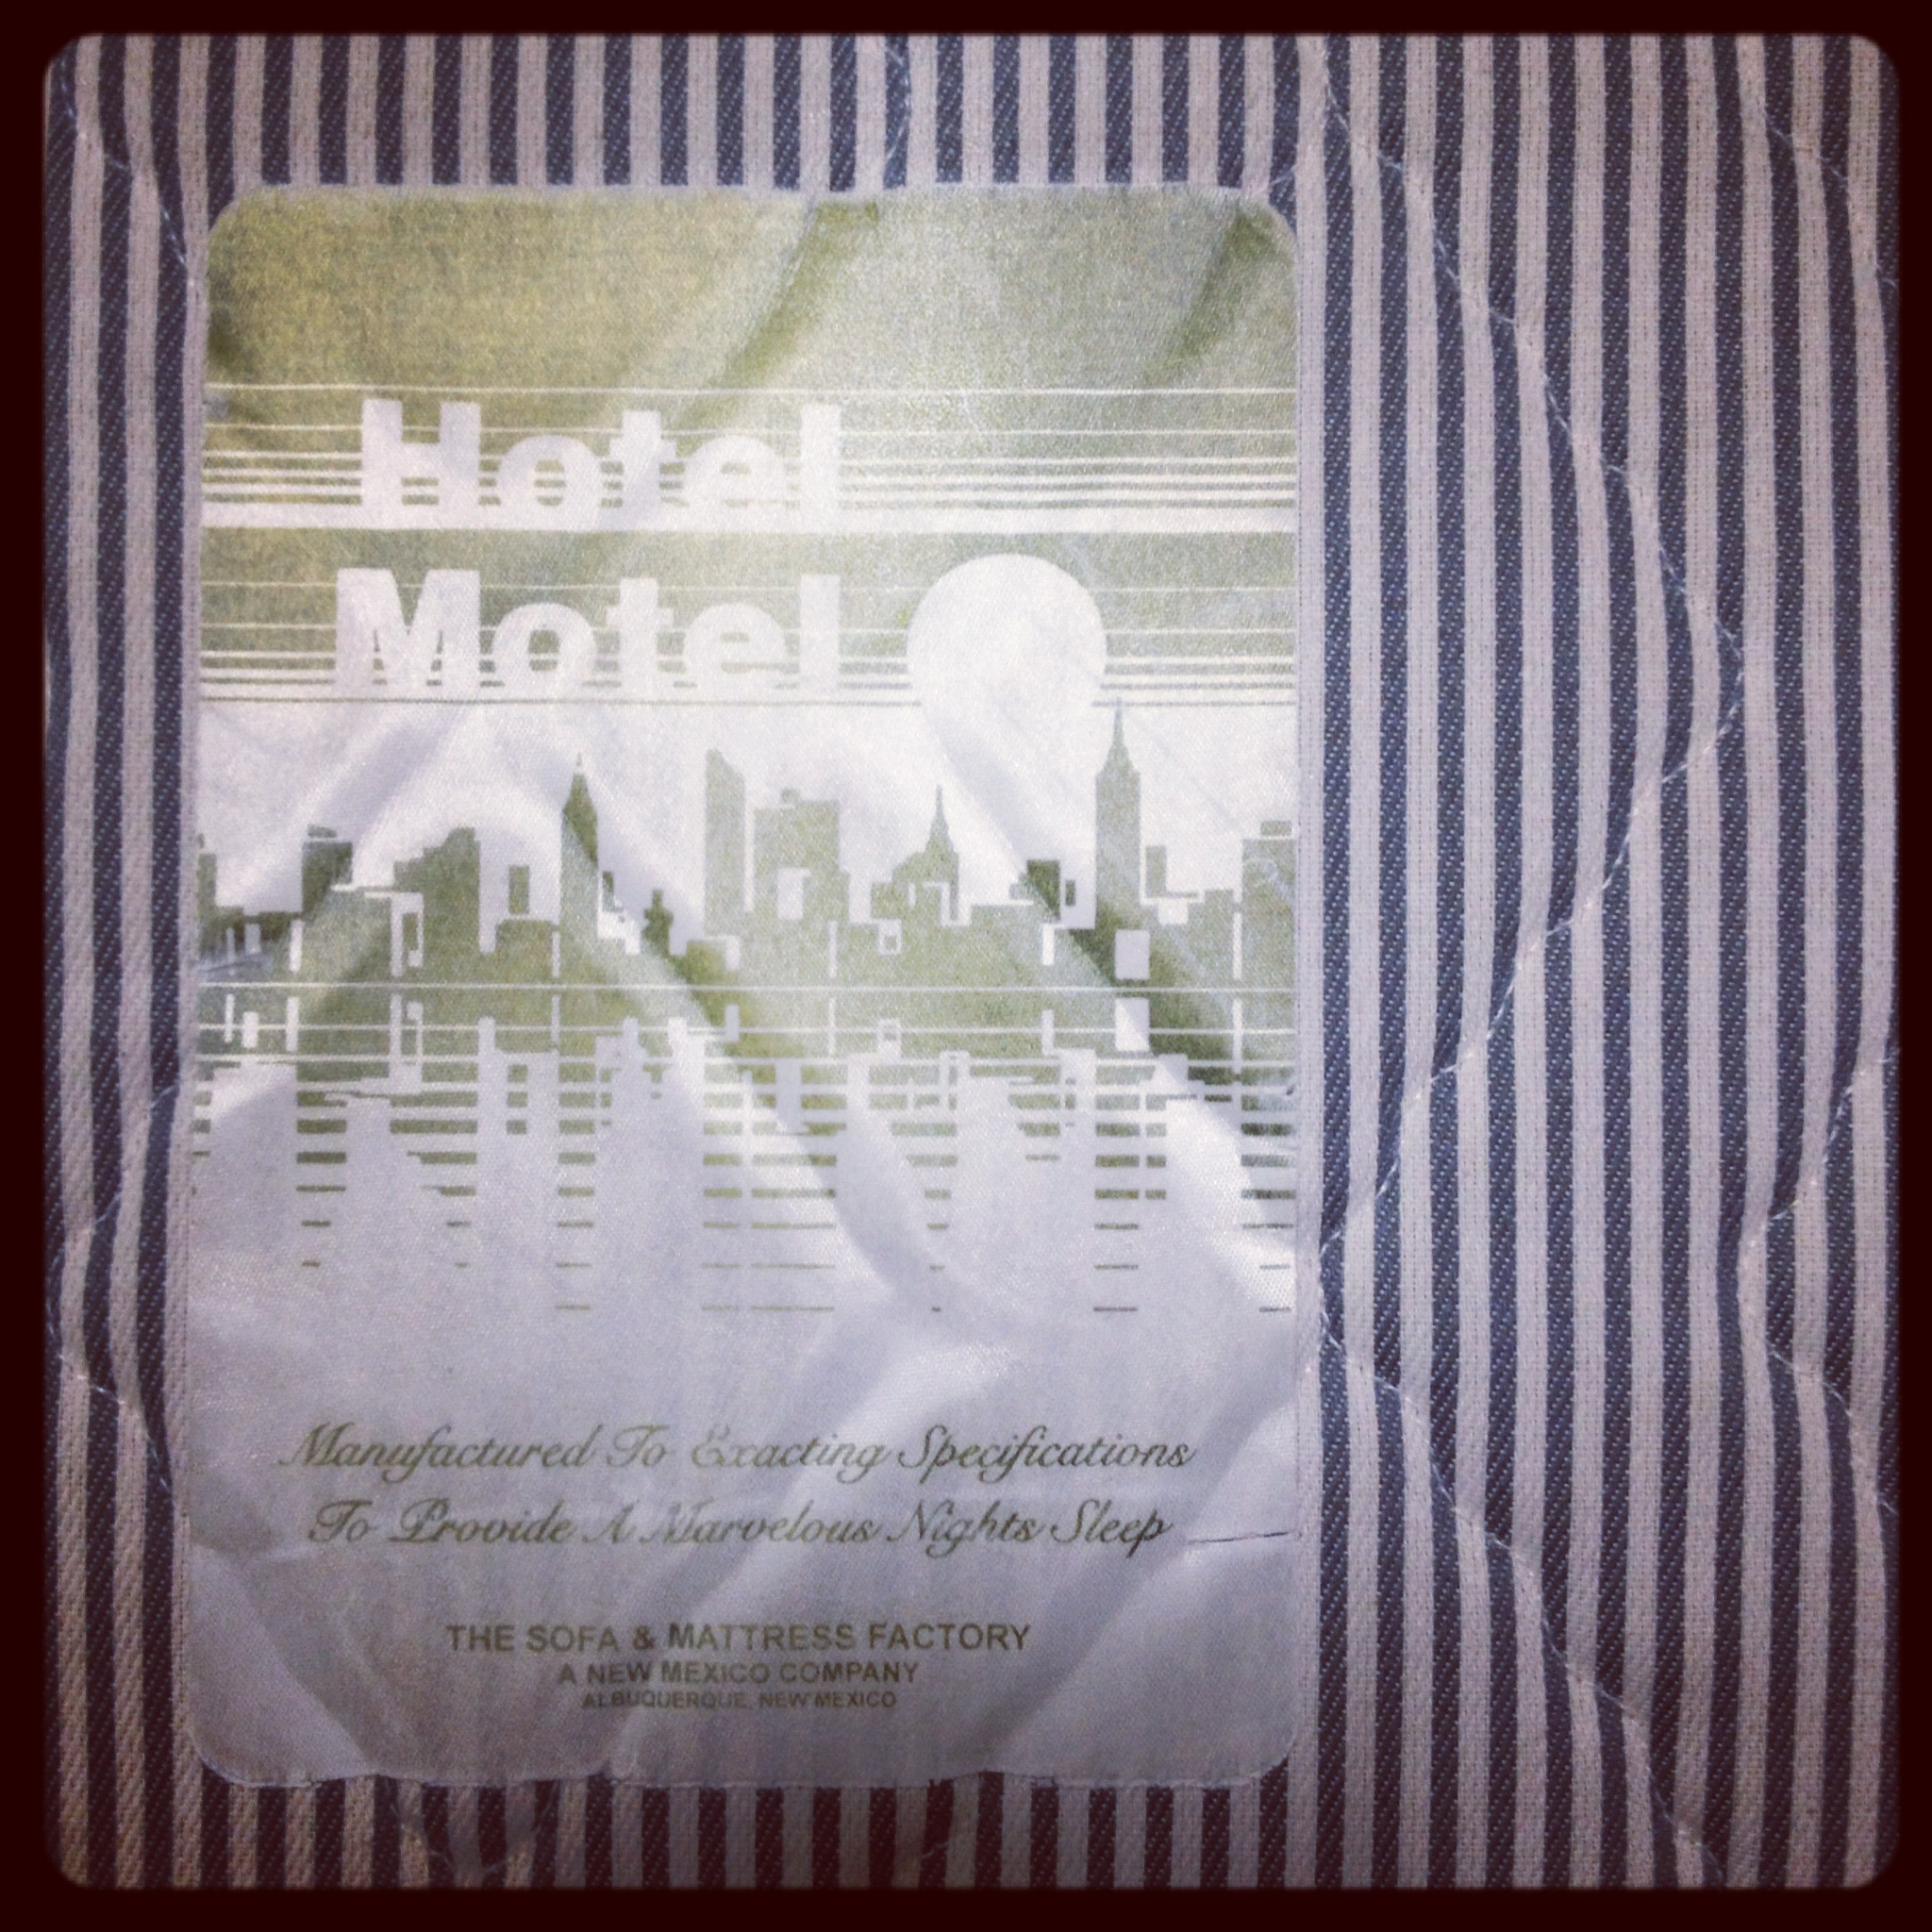 Hotel
Motel
Manufactured To Exacting Specifications
To Provide A Marvelous Nights Sleep
THE SOFA & MATTRESS FACTORY
A NEW MEXICO COMPANY
ALBUQUERQUE, NEW MEXICO